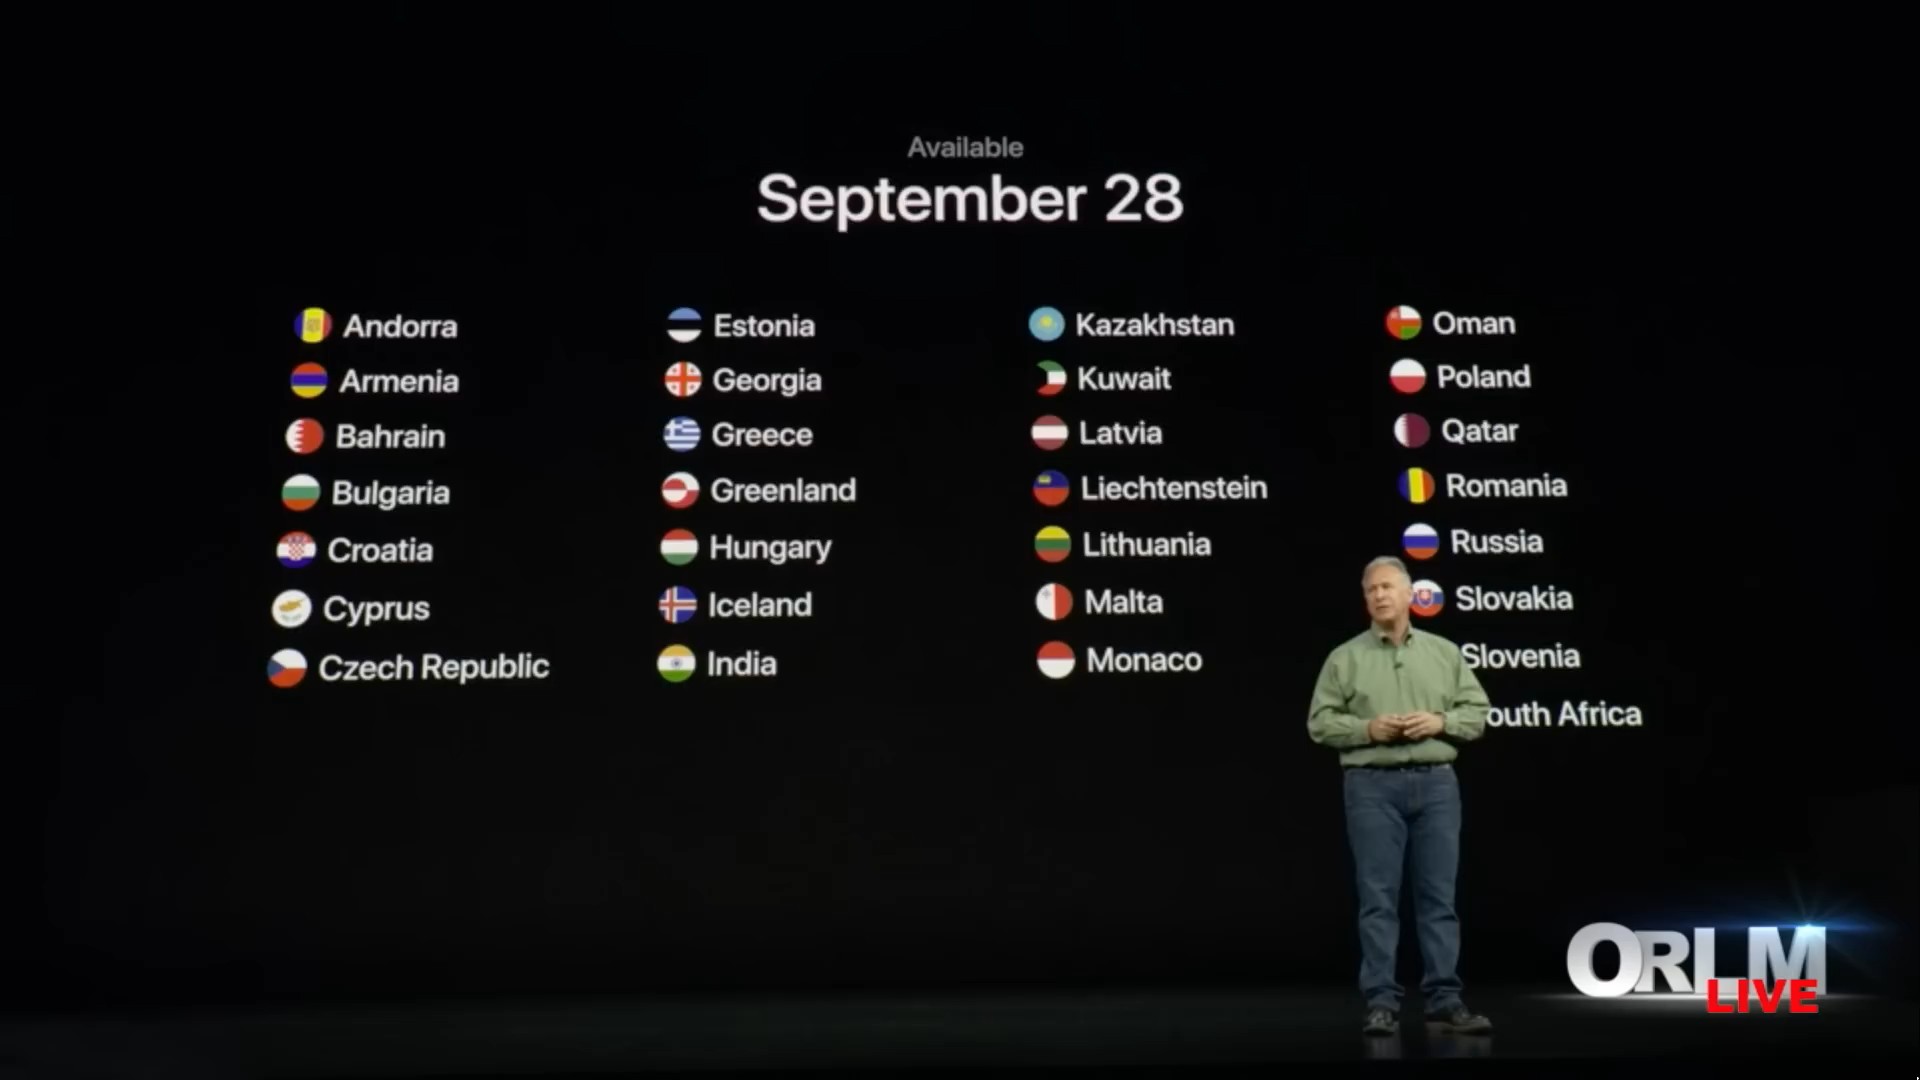 Available
September 28
Andorra
Armenia
Bahrain
Bulgaria
Croatia
Cyprus
Czech Republic
Estonia
Georgia
Greece
Greenland
Hungary
Iceland
India
Kazakhstan
Kuwait
Latvia
Liechtenstein
Lithuania
Malta
Monaco
Oman
Poland
Qatar
Romania
Russia
Slovakia
Slovenia
outh Africa
ORLM
LIVE